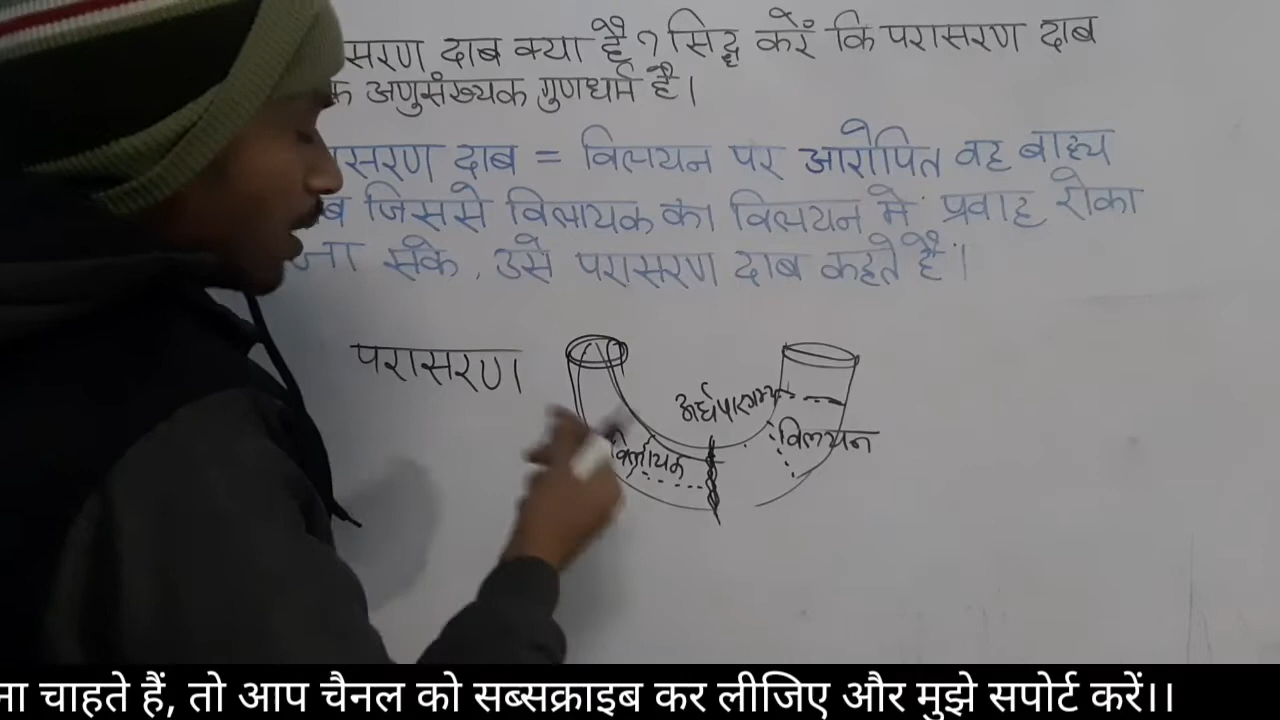 सरण दाब क्या है? सिद्ध करें कि परासरण दाब
अणुसंख्यक गुणधर्म है।
सरण दाब = विलयन पर आरोपित वह बाह्य
ब जिससे विलायक का विलयन में प्रवाह रोका
जा सके, उसे परासरण दाब कहते हैं।
परासरण
अर्धपारगम्य
विलयन
विलायक
ना चाहते हैं, तो आप चैनल को सब्सक्राइब कर लीजिए और मुझे सपोर्ट करें।।